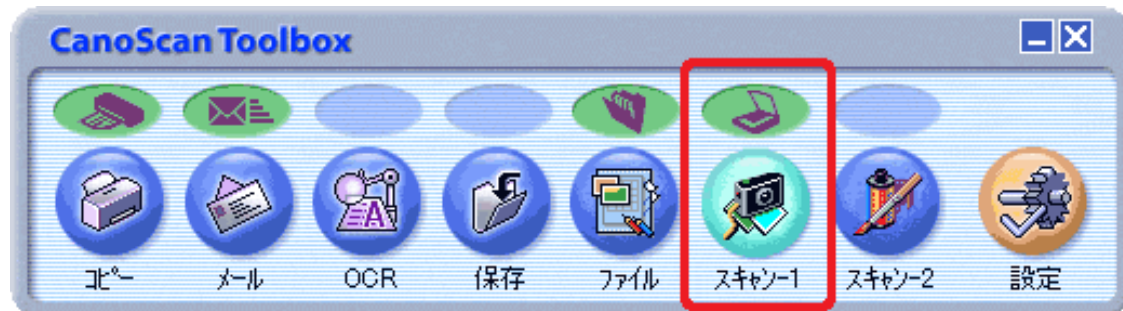 CanoScan Toolbox
ｺﾋﾟｰ ﾒｰﾙ OCR 保存 ﾌｧｲﾙ ｽｷｬﾝ-1 ｽｷｬﾝ-2 設定